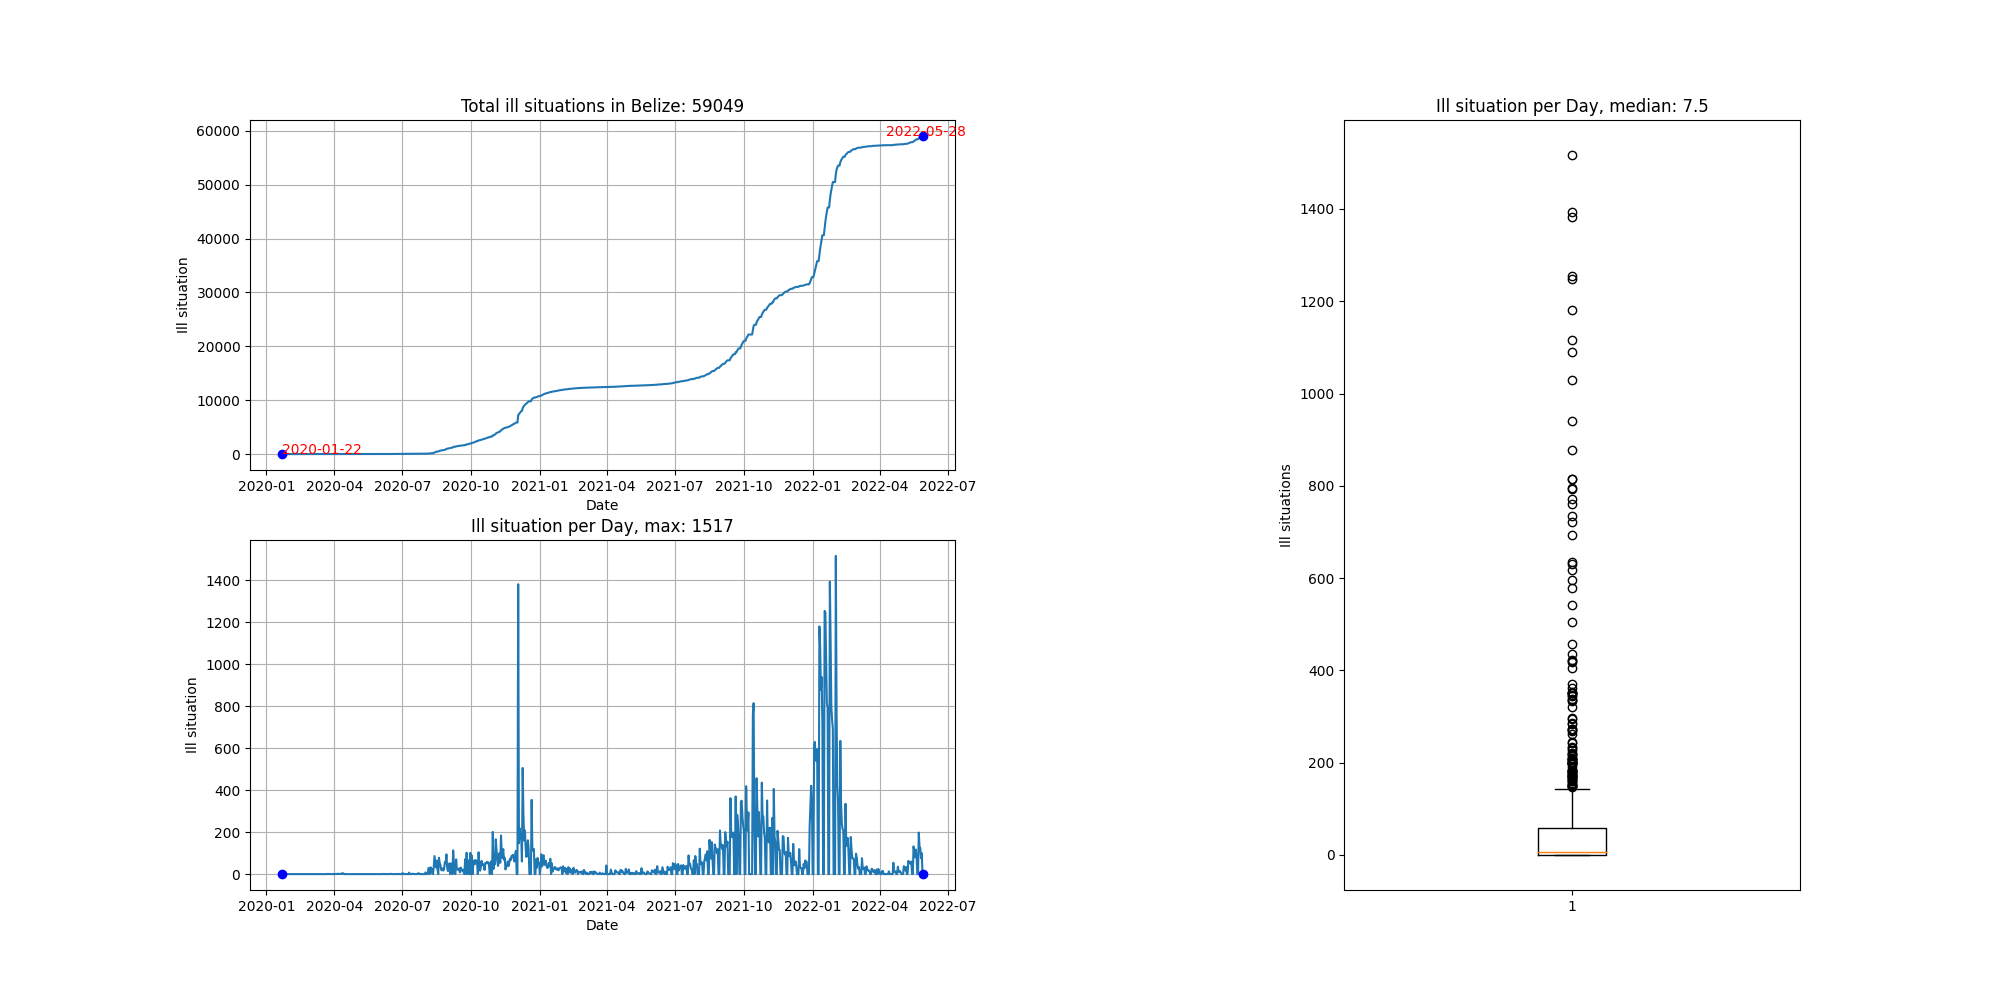 Total ill situations in Belize: 59049
60000
50000
40000
30000
20000
10000
0
Ill situation
2020-01-22
2022-05-28
2020-01 2020-04 2020-07 2020-10 2021-01 2021-04 2021-07 2021-10 2022-01 2022-04 2022-07
Date
Ill situation per Day, max: 1517
1400
1200
1000
800
600
400
200
0
Ill situation
2020-01 2020-04 2020-07 2020-10 2021-01 2021-04 2021-07 2021-10 2022-01 2022-04 2022-07
Date
Ill situation per Day, median: 7.5
1400
1200
1000
800
600
400
200
0
Ill situations
1